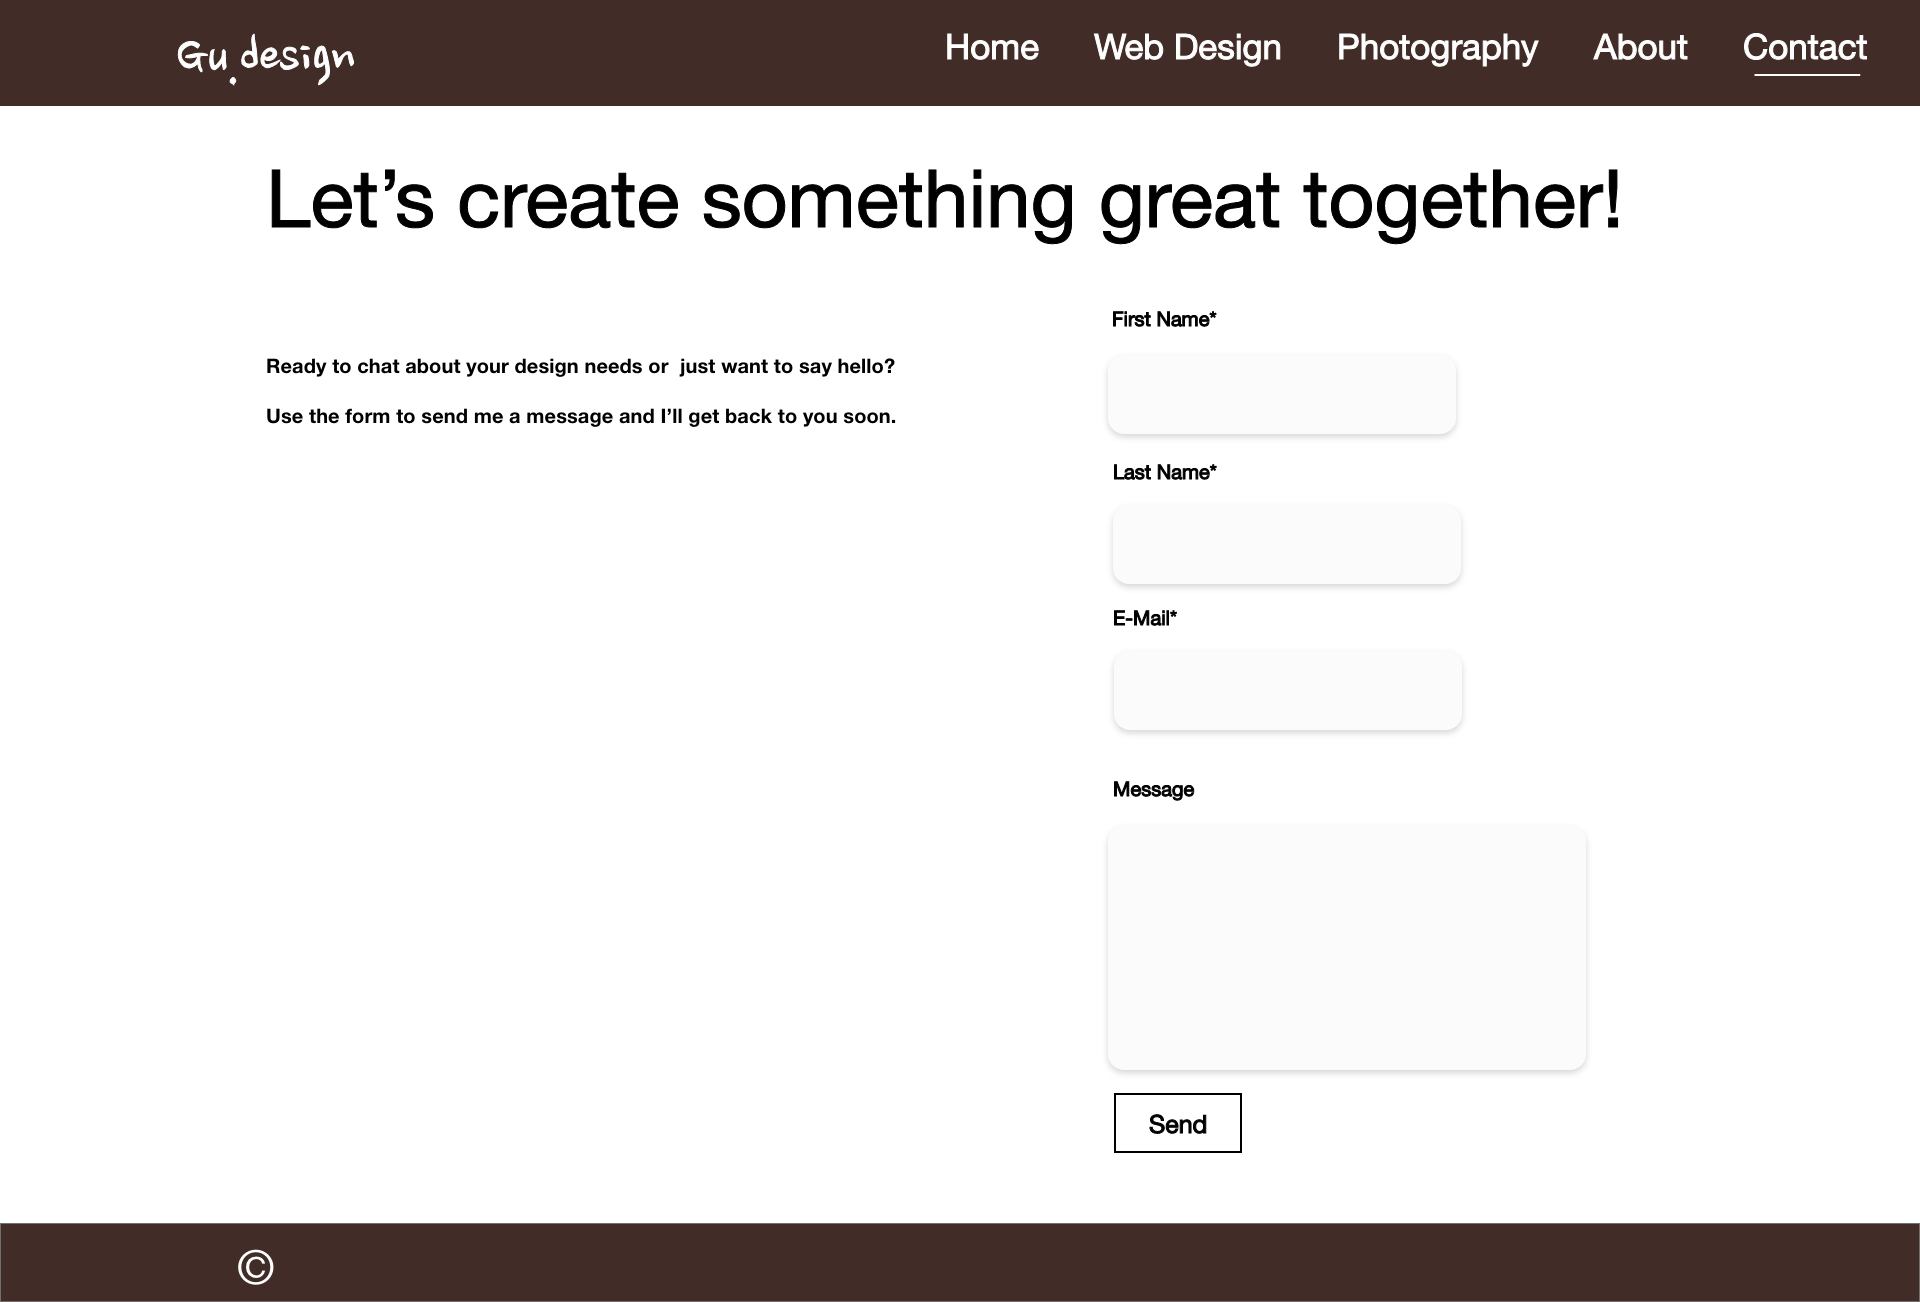 Gu.design
Home Web Design Photography About Contact
Let’s create something great together!
Ready to chat about your design needs or  just want to say hello?
Use the form to send me a message and I’ll get back to you soon.
First Name*
Last Name*
E-Mail*
Message
Send
©